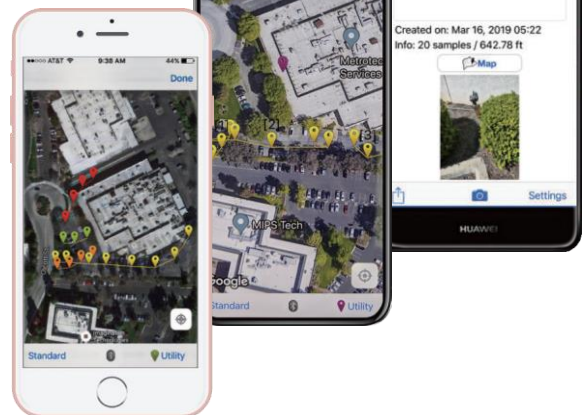 AT&T 9:38 AM 44%
Done
Standard
Utility
Metrotec
Services
[2]
MIPS Tech
Google
Standard
Utility
Created on: Mar 16, 2019 05:22
Info: 20 samples / 642.78 ft
Map
Settings
HUAWEI